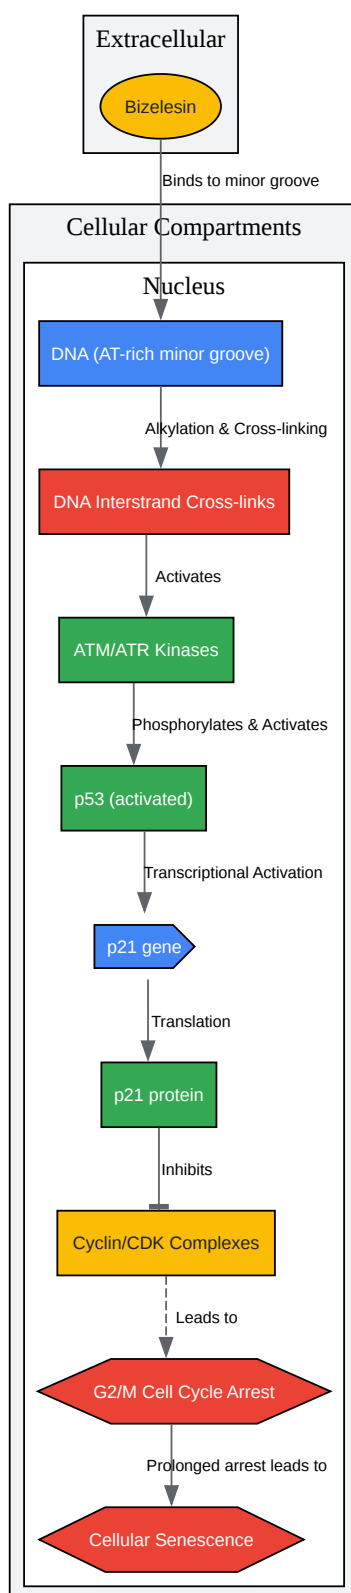 Extracellular
Bizelesin
Binds to minor groove
Cellular Compartments
Nucleus
DNA (AT-rich minor groove)
Alkylation & Cross-linking
DNA Interstrand Cross-links
Activates
ATM/ATR Kinases
Phosphorylates & Activates
p53 (activated)
Transcriptional Activation
p21 gene
Translation
p21 protein
Inhibits
Cyclin/CDK Complexes
Leads to
G2/M Cell Cycle Arrest
Prolonged arrest leads to
Cellular Senescence